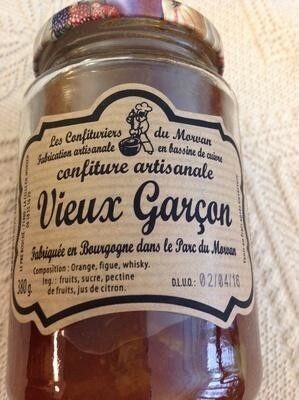 Les Confituriers du Morvan
Fabrication artisanale en bassine de cuivre
confiture artisanale
Vieux Garçon
Fabriquée en Bourgogne dans le Parc du Morvan
Composition : Orange, figue, whisky.
Ing. : fruits, sucre, pectine
de fruits, jus de citron.
D.L.U.O. : 02/04/16
380 g.